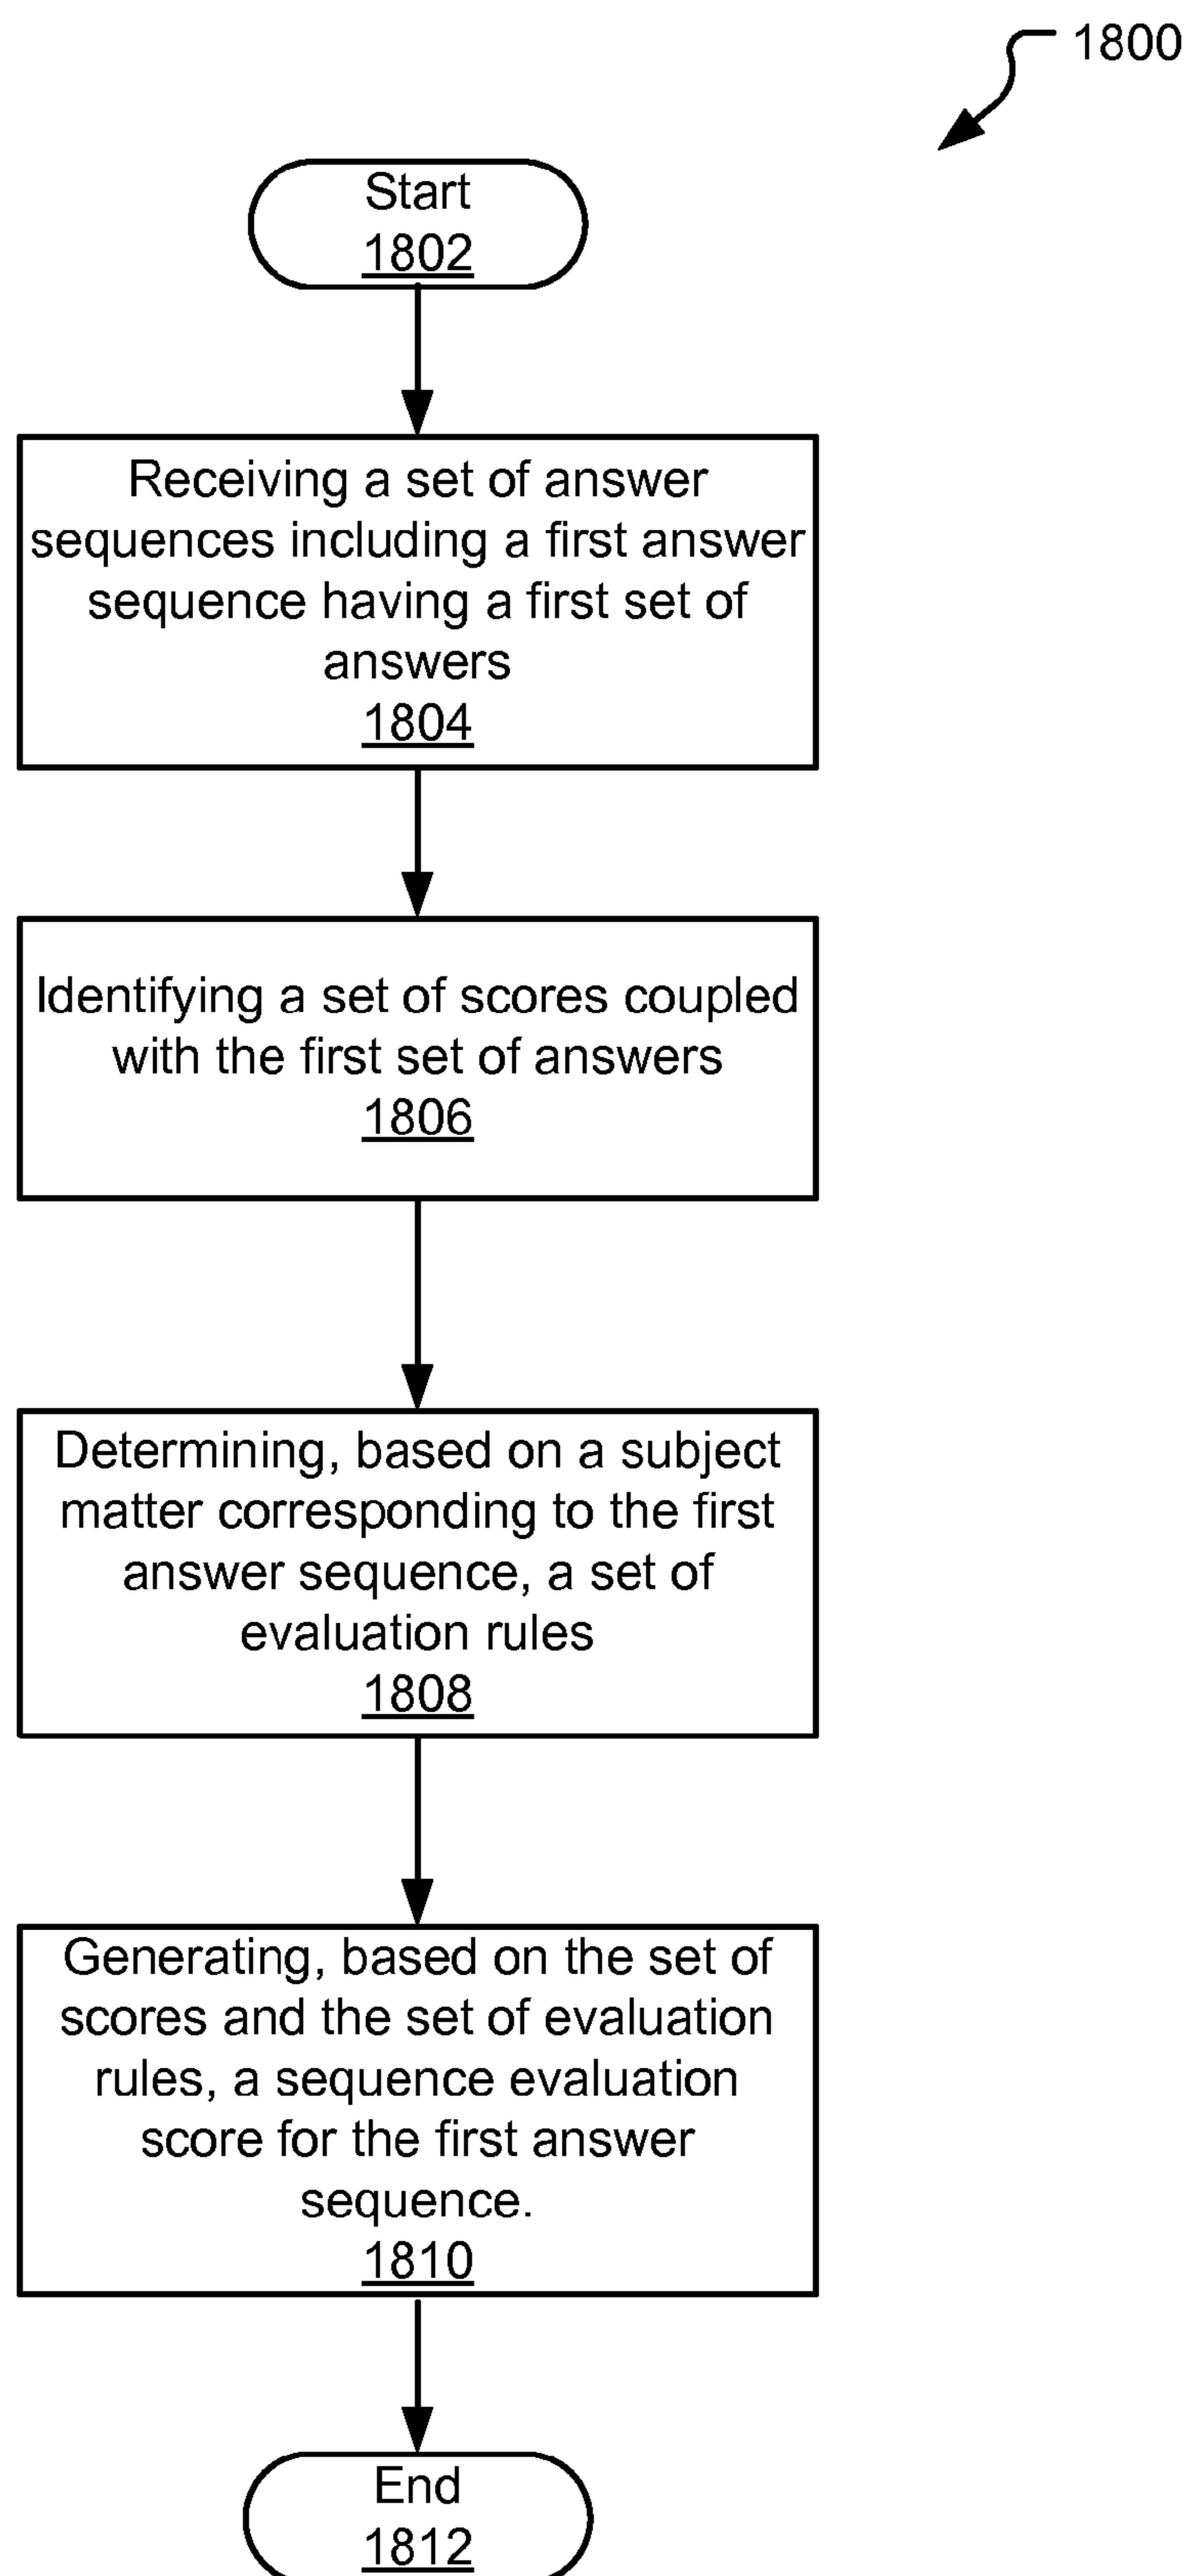 1800
Start
1802
Receiving a set of answer
sequences including a first answer
sequence having a first set of
answers
1804
Identifying a set of scores coupled
with the first set of answers
1806
Determining, based on a subject
matter corresponding to the first
answer sequence, a set of
evaluation rules
1808
Generating, based on the set of
scores and the set of evaluation
rules, a sequence evaluation
score for the first answer
sequence.
1810
End
1812